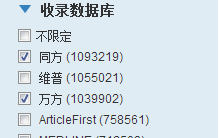 收录数据库
不限定
同方 (1093219)
维普 (1055021)
万方 (1039902)
ArticleFirst (758561)